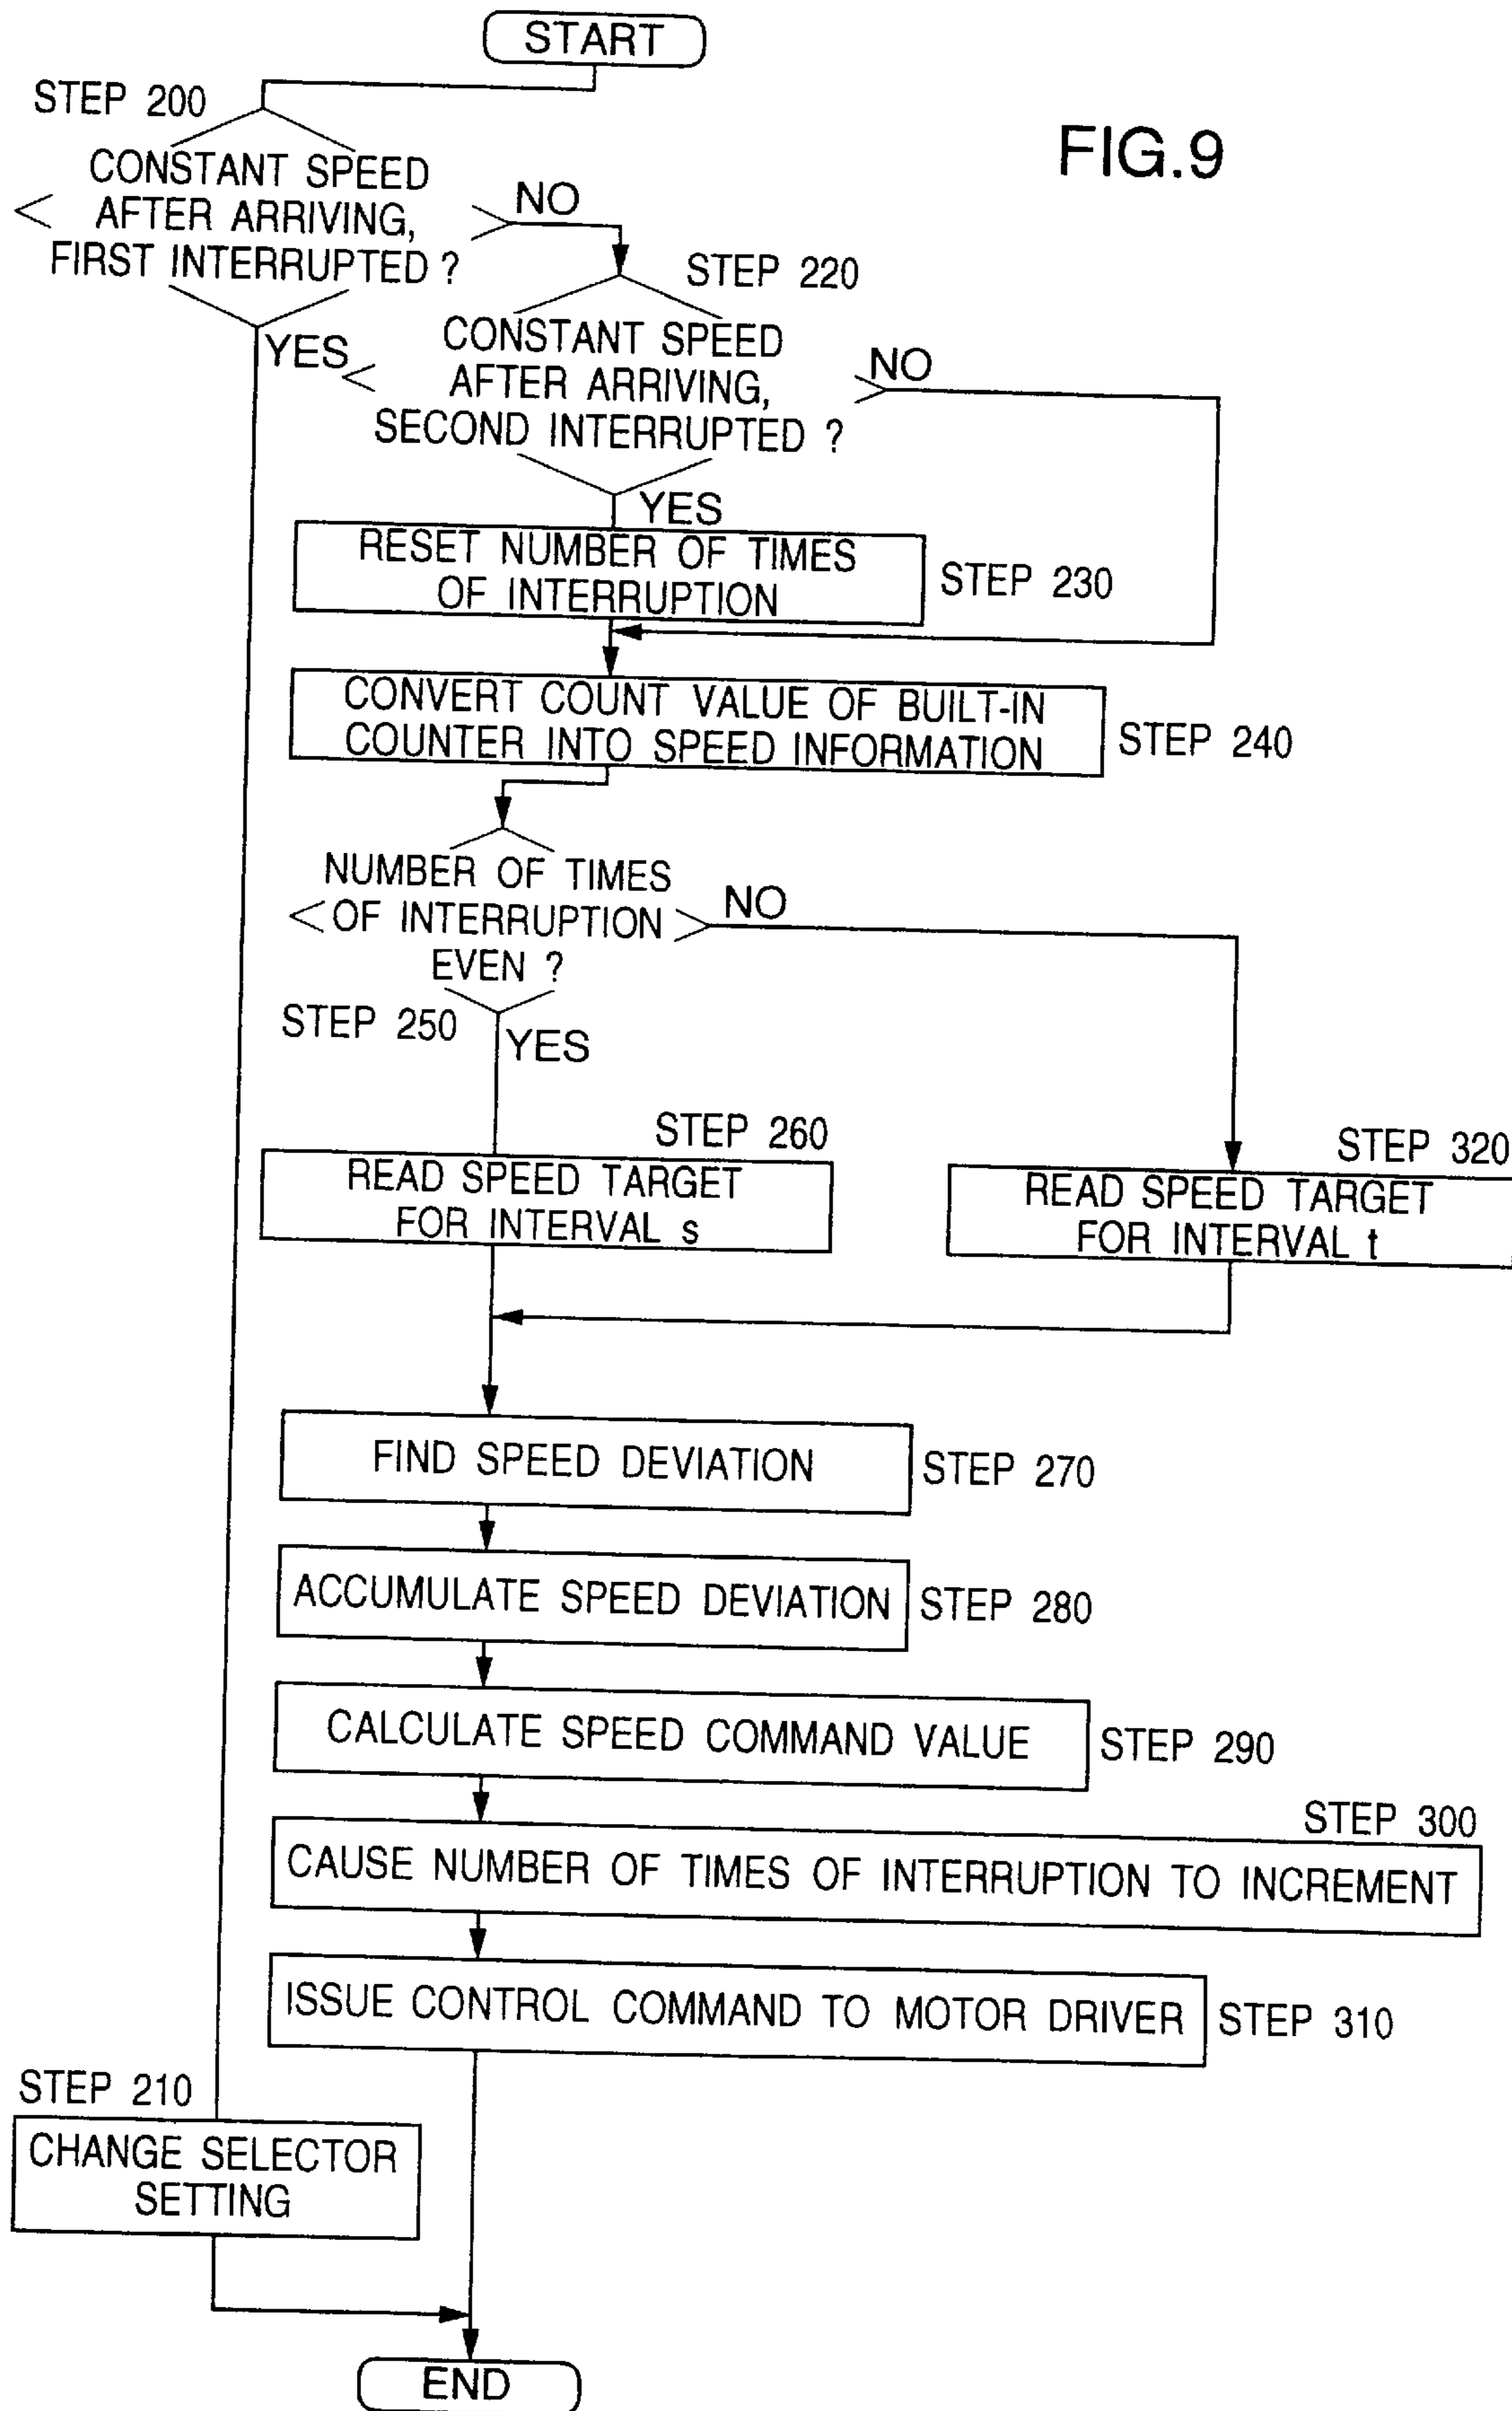 START
STEP 200
FIG.9
CONSTANT SPEED
AFTER ARRIVING,
FIRST INTERRUPTED ?
NO
YES
STEP 220
CONSTANT SPEED
AFTER ARRIVING,
SECOND INTERRUPTED ?
NO
YES
RESET NUMBER OF TIMES
OF INTERRUPTION
STEP 230
CONVERT COUNT VALUE OF BUILT-IN
COUNTER INTO SPEED INFORMATION
STEP 240
NUMBER OF TIMES
OF INTERRUPTION
EVEN ?
NO
STEP 250
YES
STEP 260
READ SPEED TARGET
FOR INTERVAL s
STEP 320
READ SPEED TARGET
FOR INTERVAL t
FIND SPEED DEVIATION
STEP 270
ACCUMULATE SPEED DEVIATION
STEP 280
CALCULATE SPEED COMMAND VALUE
STEP 290
STEP 300
CAUSE NUMBER OF TIMES OF INTERRUPTION TO INCREMENT
ISSUE CONTROL COMMAND TO MOTOR DRIVER
STEP 310
STEP 210
CHANGE SELECTOR
SETTING
END